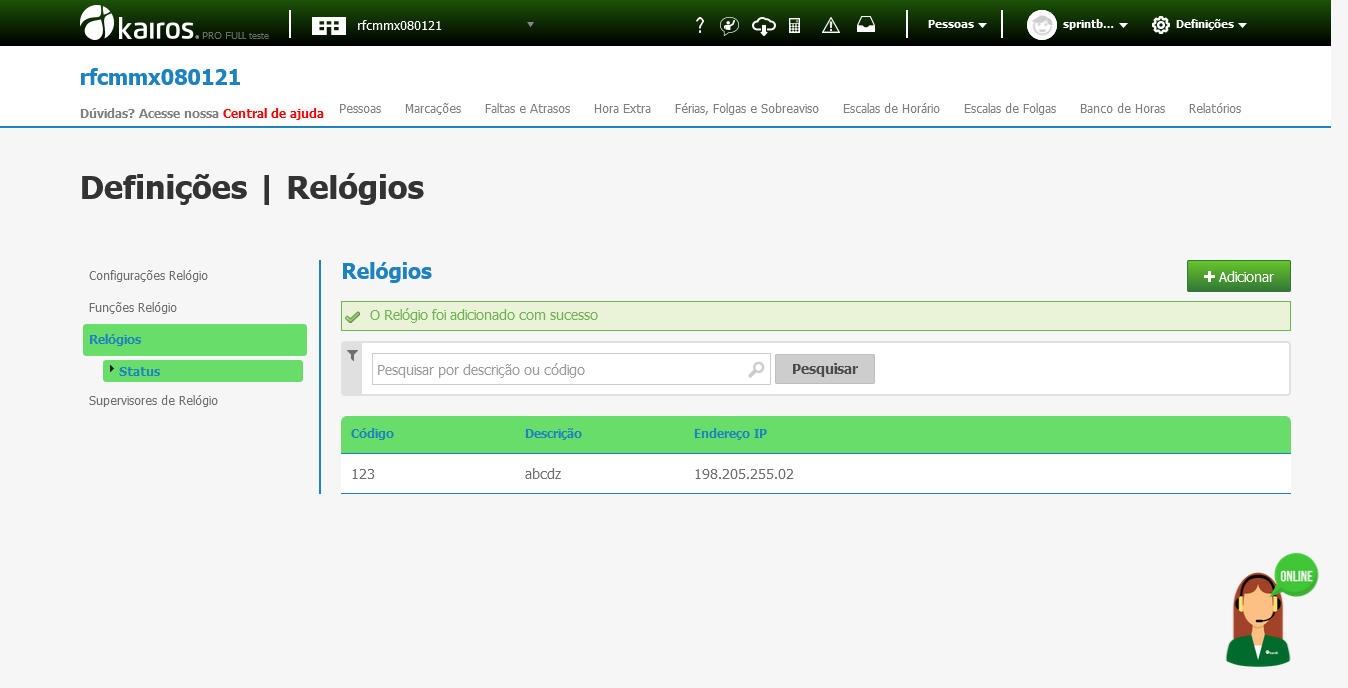 kairos. PRO FULL teste
rfcmmx080121
?
Pessoas
sprintb...
Definições
rfcmmx080121
Dúvidas? Acesse nossa Central de ajuda
Pessoas Marcações Faltas e Atrasos Hora Extra Férias, Folgas e Sobreaviso Escalas de Horário Escalas de Folgas Banco de Horas Relatórios
Definições | Relógios
Configurações Relógio
Funções Relógio
Relógios
Status
Supervisores de Relógio
Relógios
+ Adicionar
O Relógio foi adicionado com sucesso
Pesquisar por descrição ou código
Pesquisar
Código Descrição Endereço IP
123 abcdz 198.205.255.02
ONLINE